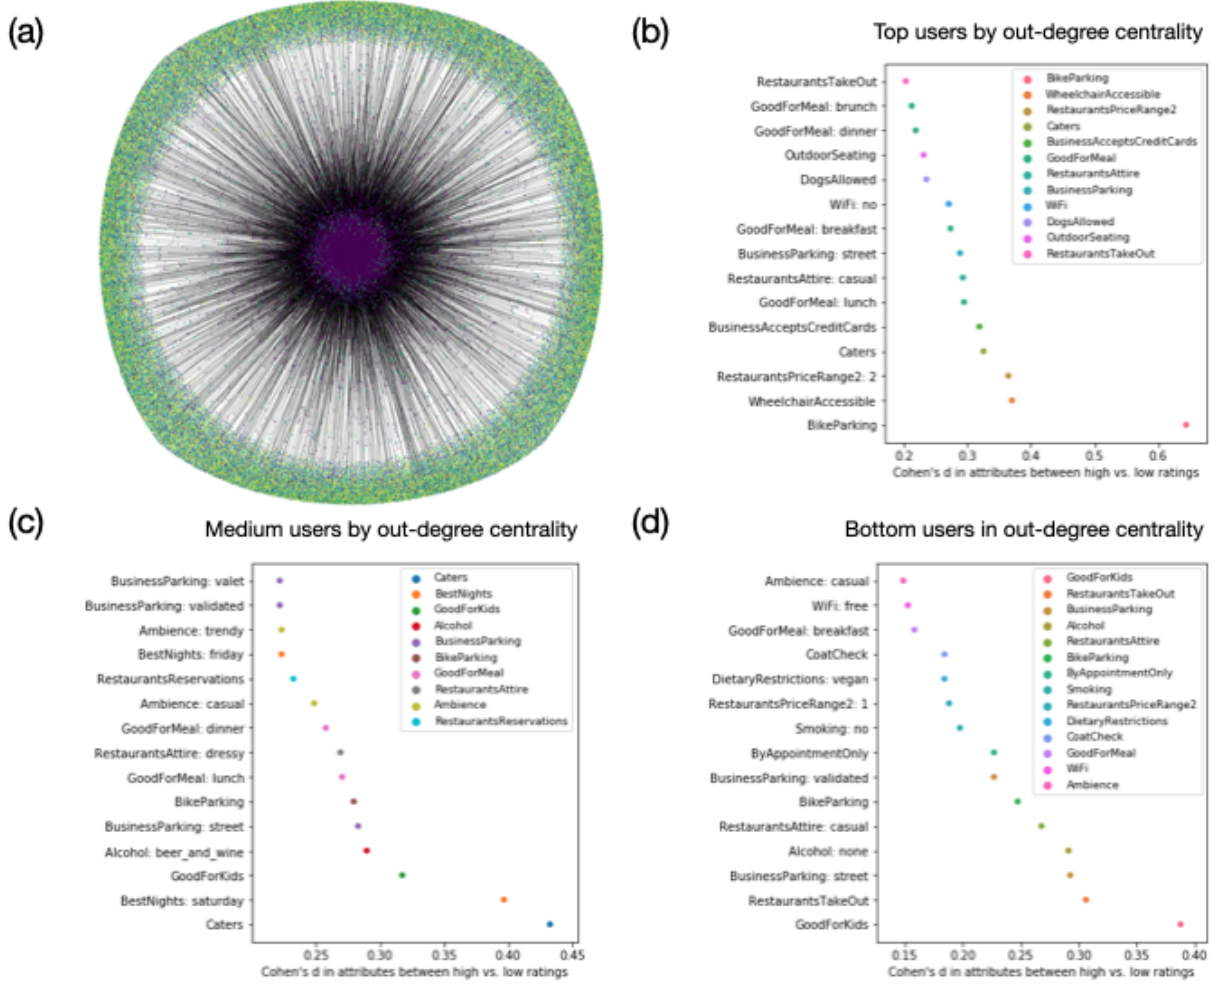 (a)
(b)
Top users by out-degree centrality
RestaurantsTakeOut
GoodForMeal: brunch
GoodForMeal: dinner
OutdoorSeating
DogsAllowed
WiFi: no
GoodForMeal: breakfast
BusinessParking: street
RestaurantsAttire: casual
GoodForMeal: lunch
BusinessAcceptsCreditCards
Caters
RestaurantsPriceRange2: 2
WheelchairAccessible
BikeParking
BikeParking
WheelchairAccessible
RestaurantsPriceRange2
Caters
BusinessAcceptsCreditCards
GoodForMeal
RestaurantsAttire
BusinessParking
WiFi
DogsAllowed
OutdoorSeating
RestaurantsTakeOut
0.2 0.3 0.4 0.5 0.6
Cohen's d in attributes between high vs. low ratings
(c)
Medium users by out-degree centrality
BusinessParking: valet
BusinessParking: validated
Ambience: trendy
BestNights: friday
RestaurantsReservations
Ambience: casual
GoodForMeal: dinner
RestaurantsAttire: dressy
GoodForMeal: lunch
BikeParking
BusinessParking: street
Alcohol: beer_and_wine
GoodForKids
BestNights: saturday
Caters
Caters
BestNights
GoodForKids
Alcohol
BusinessParking
BikeParking
GoodForMeal
RestaurantsAttire
Ambience
RestaurantsReservations
0.25 0.30 0.35 0.40 0.45
Cohen's d in attributes between high vs. low ratings
(d)
Bottom users in out-degree centrality
Ambience: casual
WiFi: free
GoodForMeal: breakfast
CoatCheck
DietaryRestrictions: vegan
RestaurantsPriceRange2: 1
Smoking: no
ByAppointmentOnly
BusinessParking: validated
BikeParking
RestaurantsAttire: casual
Alcohol: none
BusinessParking: street
RestaurantsTakeOut
GoodForKids
GoodForKids
RestaurantsTakeOut
BusinessParking
Alcohol
RestaurantsAttire
BikeParking
ByAppointmentOnly
Smoking
RestaurantsPriceRange2
DietaryRestrictions
CoatCheck
GoodForMeal
WiFi
Ambience
0.15 0.20 0.25 0.30 0.35 0.40
Cohen's d in attributes between high vs. low ratings